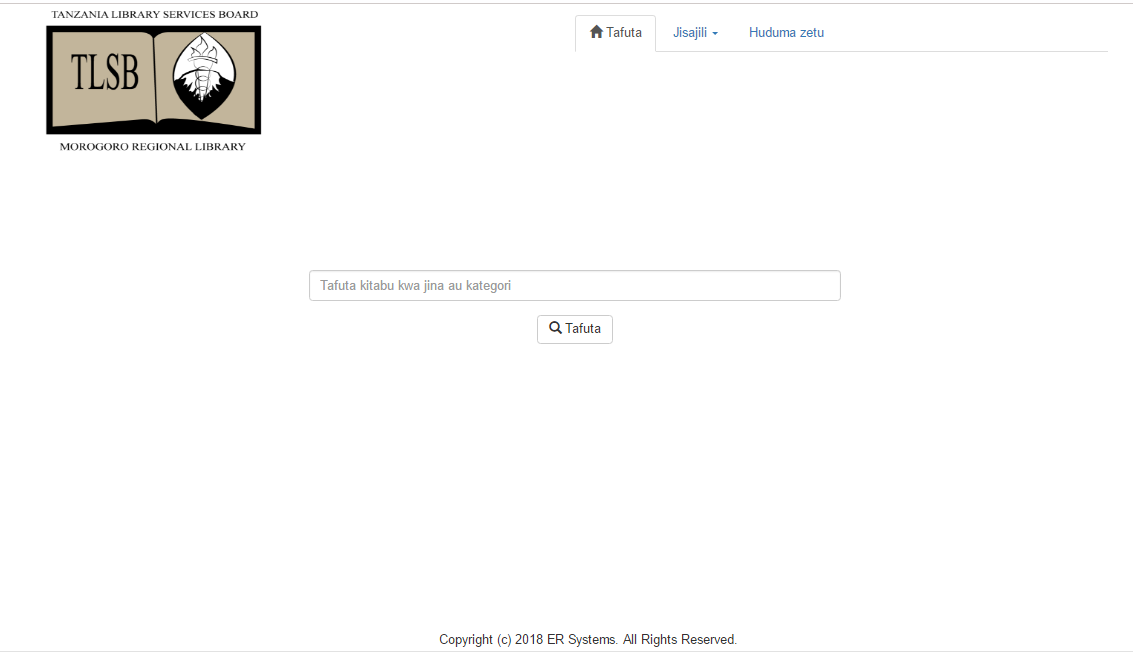 TANZANIA LIBRARY SERVICES BOARD
TLSB
MOROGORO REGIONAL LIBRARY
Tafuta
Jisajili
Huduma zetu
Tafuta kitabu kwa jina au kategori
Tafuta
Copyright (c) 2018 ER Systems. All Rights Reserved.